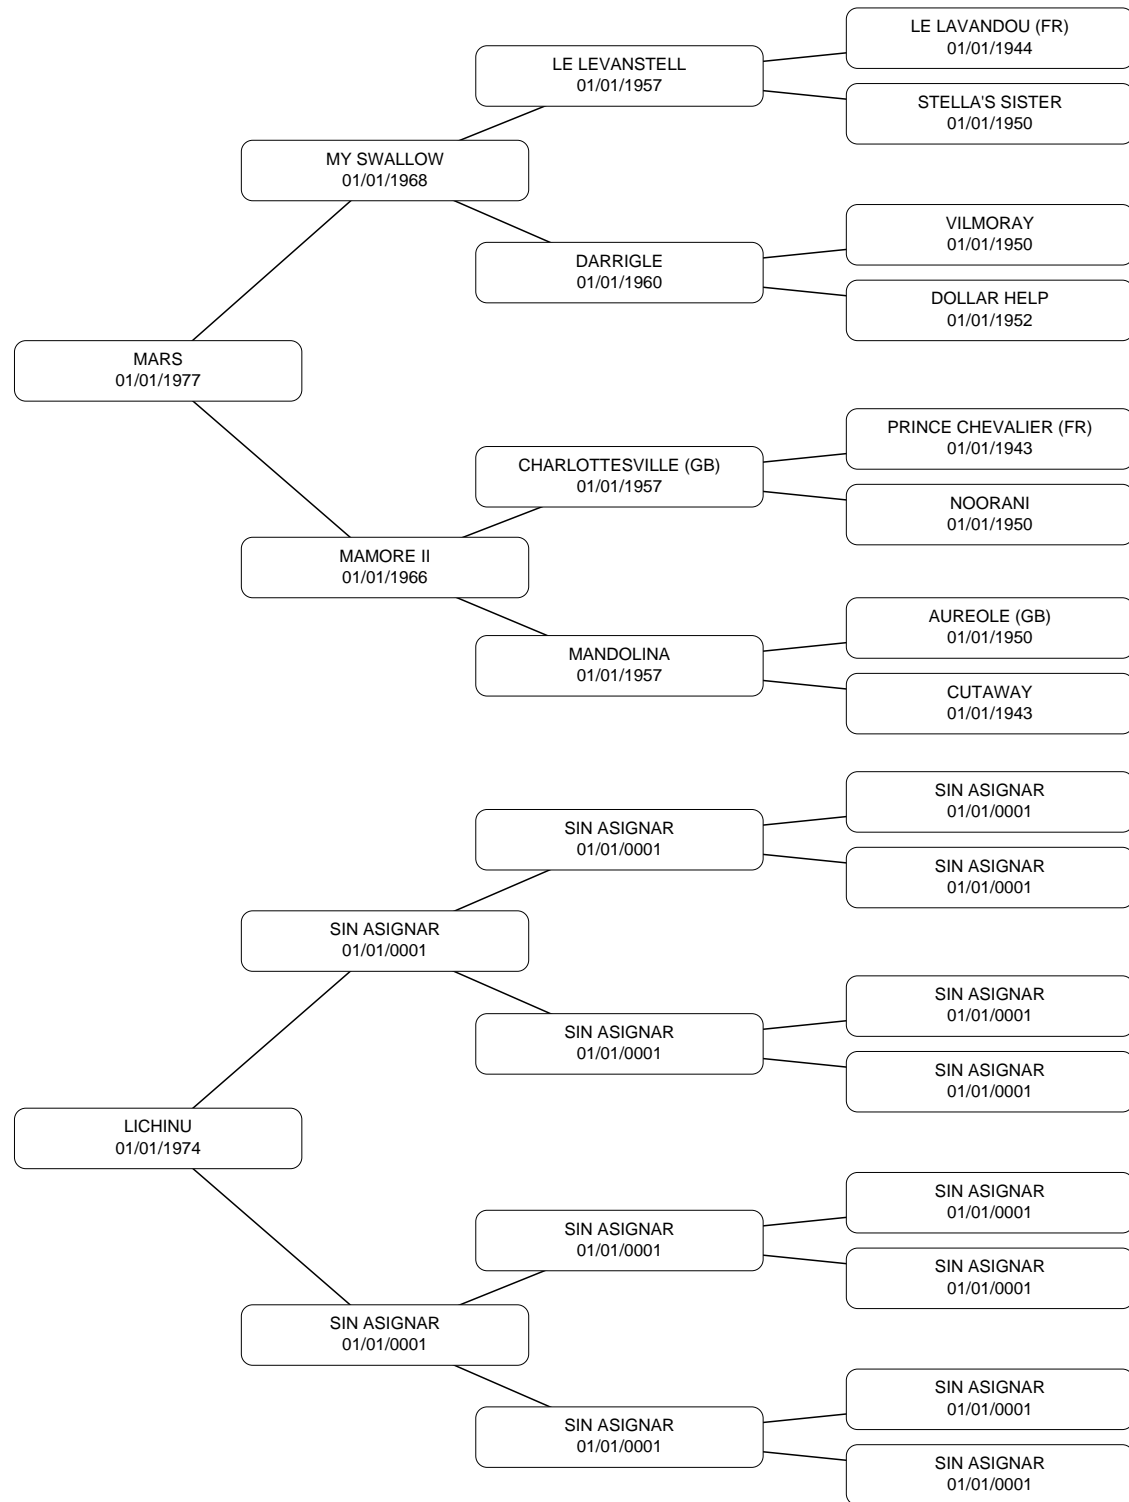 LE LAVANDOU (FR)
01/01/1944
LE LEVANSTELL
01/01/1957
STELLA'S SISTER
01/01/1950
MY SWALLOW
01/01/1968
VILMORAY
01/01/1950
DARRIGLE
01/01/1960
DOLLAR HELP
01/01/1952
MARS
01/01/1977
PRINCE CHEVALIER (FR)
01/01/1943
CHARLOTTESVILLE (GB)
01/01/1957
NOORANI
01/01/1950
MAMORE II
01/01/1966
AUREOLE (GB)
01/01/1950
MANDOLINA
01/01/1957
CUTAWAY
01/01/1943
SIN ASIGNAR
01/01/0001
SIN ASIGNAR
01/01/0001
SIN ASIGNAR
01/01/0001
SIN ASIGNAR
01/01/0001
SIN ASIGNAR
01/01/0001
SIN ASIGNAR
01/01/0001
SIN ASIGNAR
01/01/0001
LICHINU
01/01/1974
SIN ASIGNAR
01/01/0001
SIN ASIGNAR
01/01/0001
SIN ASIGNAR
01/01/0001
SIN ASIGNAR
01/01/0001
SIN ASIGNAR
01/01/0001
SIN ASIGNAR
01/01/0001
SIN ASIGNAR
01/01/0001